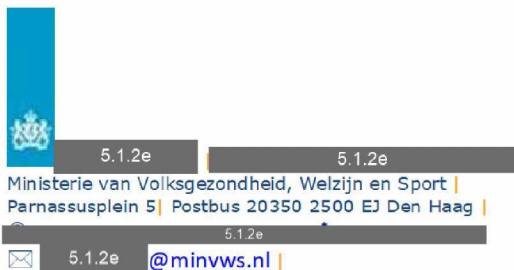 5.1.2e | 5.1.2e
Ministerie van Volksgezondheid, Welzijn en Sport |
Parnassusplein 5| Postbus 20350 2500 EJ Den Haag |
5.1.2e
5.1.2e @minvws.nl |